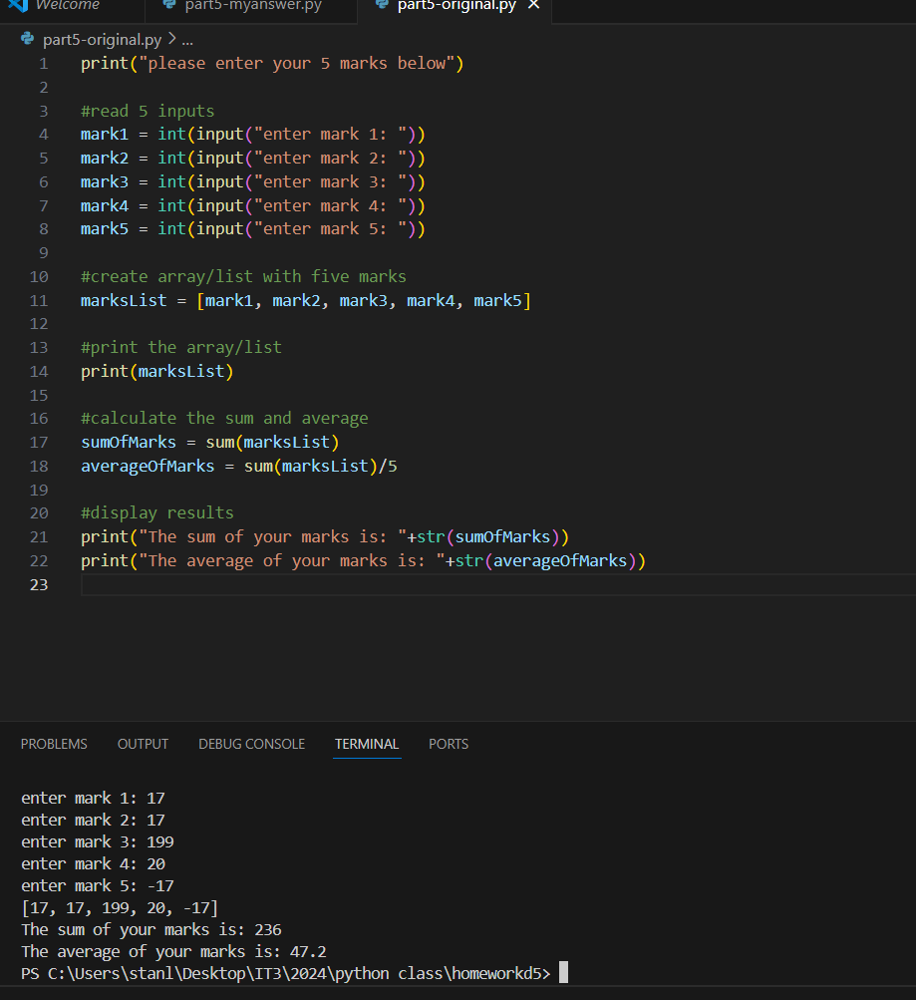 Welcome part5-myanswer.py part5-original.py
part5-original.py > ...
1 print("please enter your 5 marks below")
2
3 #read 5 inputs
4 mark1 = int(input("enter mark 1: "))
5 mark2 = int(input("enter mark 2: "))
6 mark3 = int(input("enter mark 3: "))
7 mark4 = int(input("enter mark 4: "))
8 mark5 = int(input("enter mark 5: "))
9
10 #create array/list with five marks
11 marksList = [mark1, mark2, mark3, mark4, mark5]
12
13 #print the array/list
14 print(marksList)
15
16 #calculate the sum and average
17 sumOfMarks = sum(marksList)
18 averageOfMarks = sum(marksList)/5
19
20 #display results
21 print("The sum of your marks is: "+str(sumOfMarks))
22 print("The average of your marks is: "+str(averageOfMarks))
23
PROBLEMS OUTPUT DEBUG CONSOLE TERMINAL PORTS
enter mark 1: 17
enter mark 2: 17
enter mark 3: 199
enter mark 4: 20
enter mark 5: -17
[17, 17, 199, 20, -17]
The sum of your marks is: 236
The average of your marks is: 47.2
PS C:\Users\stanl\Desktop\IT3\2024\python class\homeworkd5>